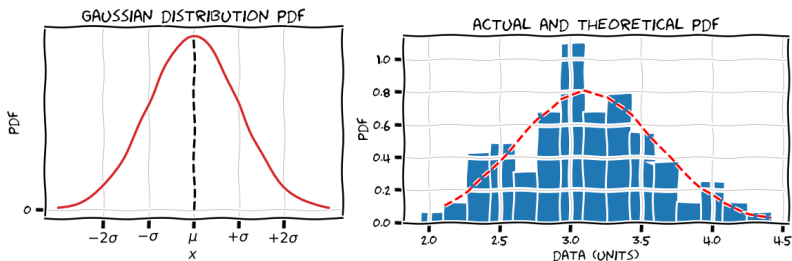 GAUSSIAN DISTRIBUTION PDF
PDF
0
−2σ −σ μ +σ +2σ
x
ACTUAL AND THEORETICAL PDF
PDF
1.0
0.8
0.6
0.4
0.2
0.0
2.0 2.5 3.0 3.5 4.0 4.5
DATA (UNITS)